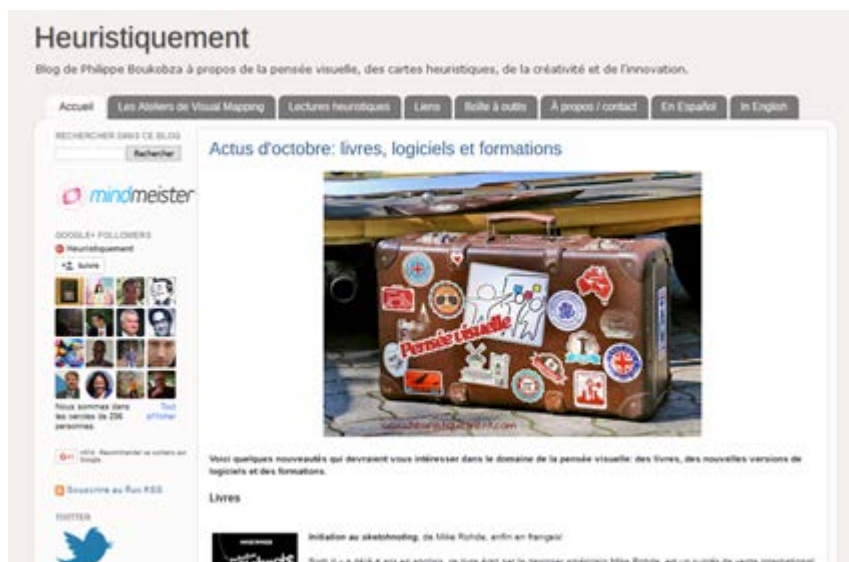 Heuristiquement
Blog de Philippe Boukobza à propos de la pensée visuelle, des cartes heuristiques, de la créativité et de l'innovation.
Accueil Les Ateliers de Visual Mapping Lectures heuristiques Liens Boîte à outils À propos / contact En Español In English
RECHERCHER DANS CE BLOG
Rechercher
mindmeister
GOOGLE+ FOLLOWERS
Heuristiquement
Suivre
Nous sommes dans
les cercles de 256
personnes.
Tout
afficher
Recommander ce contenu sur
Google
Souscrire au flux RSS
TWITTER
Actus d'octobre: livres, logiciels et formations
Pensée visuelle
www.heuristiquement.com
Voici quelques nouveautés qui devraient vous intéresser dans le domaine de la pensée visuelle: des livres, des nouvelles versions de
logiciels et des formations.
Livres
Initiation au sketchnoting, de Mike Rohde, enfin en français!